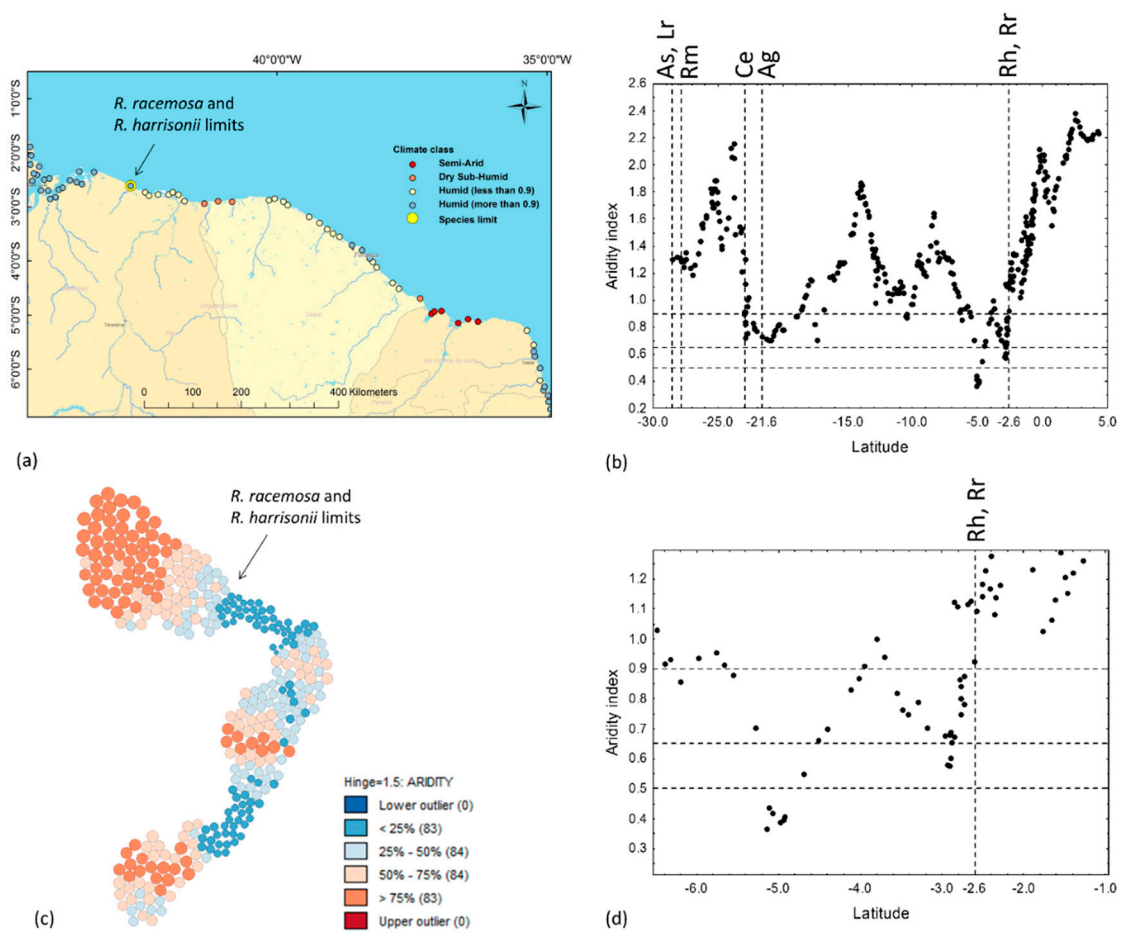 40°0'0"W
35°0'0"W
1°0'0"S
2°0'0"S
3°0'0"S
4°0'0"S
5°0'0"S
6°0'0"S
R. racemosa and
R. harrisonii limits
N
Climate class
Semi-Arid
Dry Sub-Humid
Humid (less than 0.9)
Humid (more than 0.9)
Species limit
0 100 200 400 Kilometers
(a)
As, Lr
Rm
Ce
Ag
Rh, Rr
Aridity index
2.6
2.4
2.2
2.0
1.8
1.6
1.4
1.2
1.0
0.8
0.6
0.4
0.2
-30.0 -25.0 -21.6 -15.0 -10.0 -5.0 -2.6 0.0 5.0
Latitude
(b)
R. racemosa and
R. harrisonii limits
Hinge=1.5: ARIDITY
Lower outlier (0)
< 25% (83)
25% - 50% (84)
50% - 75% (84)
> 75% (83)
Upper outlier (0)
(c)
Rh, Rr
Aridity index
1.2
1.1
1.0
0.9
0.8
0.7
0.6
0.5
0.4
0.3
-6.0 -5.0 -4.0 -3.0 -2.6 -2.0 -1.0
Latitude
(d)